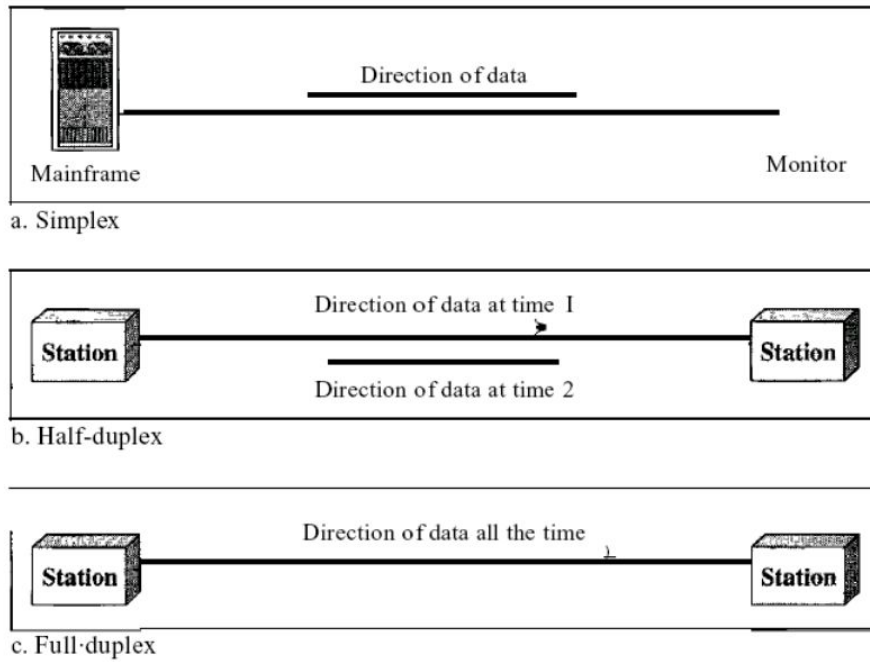 Direction of data
Mainframe
Monitor
a. Simplex
Direction of data at time I
Station
Station
Direction of data at time 2
b. Half-duplex
Direction of data all the time
Station
Station
c. Full·duplex